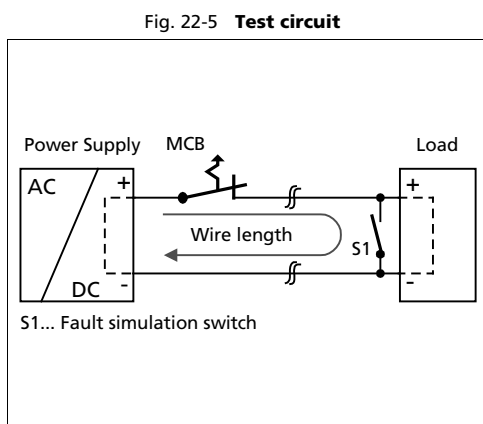 Fig. 22-5 Test circuit
Power Supply MCB Load
AC + +
Wire length S1
DC - -
S1... Fault simulation switch